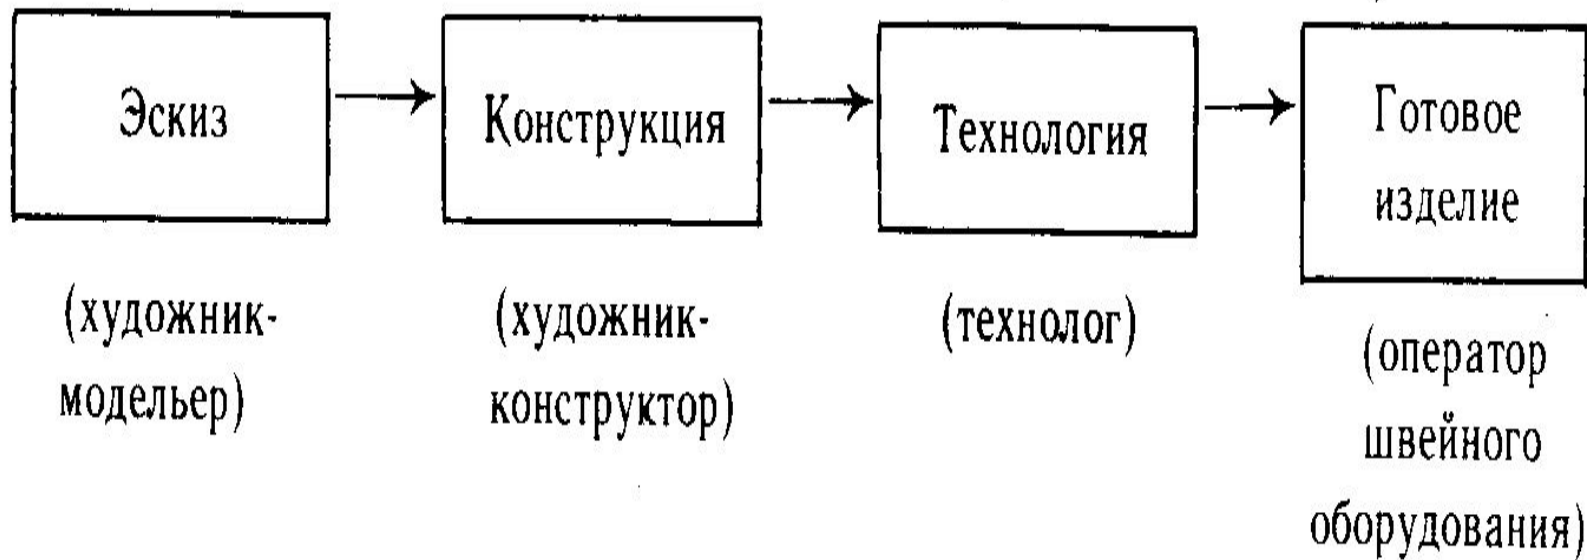 Эскиз
Конструкция
Технология
Готовое
изделие
(художник-
модельер)
(художник-
конструктор)
(технолог)
(оператор
швейного
оборудования)